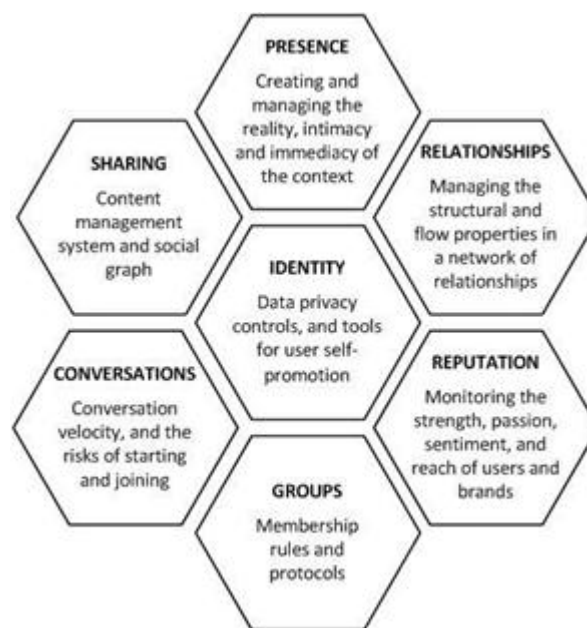 PRESENCE
Creating and
managing the
reality, intimacy
and immediacy of
the context
SHARING
Content
management
system and social
graph
RELATIONSHIPS
Managing the
structural and
flow properties in
a network of
relationships
IDENTITY
Data privacy
controls, and tools
for user self-
promotion
CONVERSATIONS
Conversation
velocity, and the
risks of starting
and joining
REPUTATION
Monitoring the
strength, passion,
sentiment, and
reach of users and
brands
GROUPS
Membership
rules and
protocols